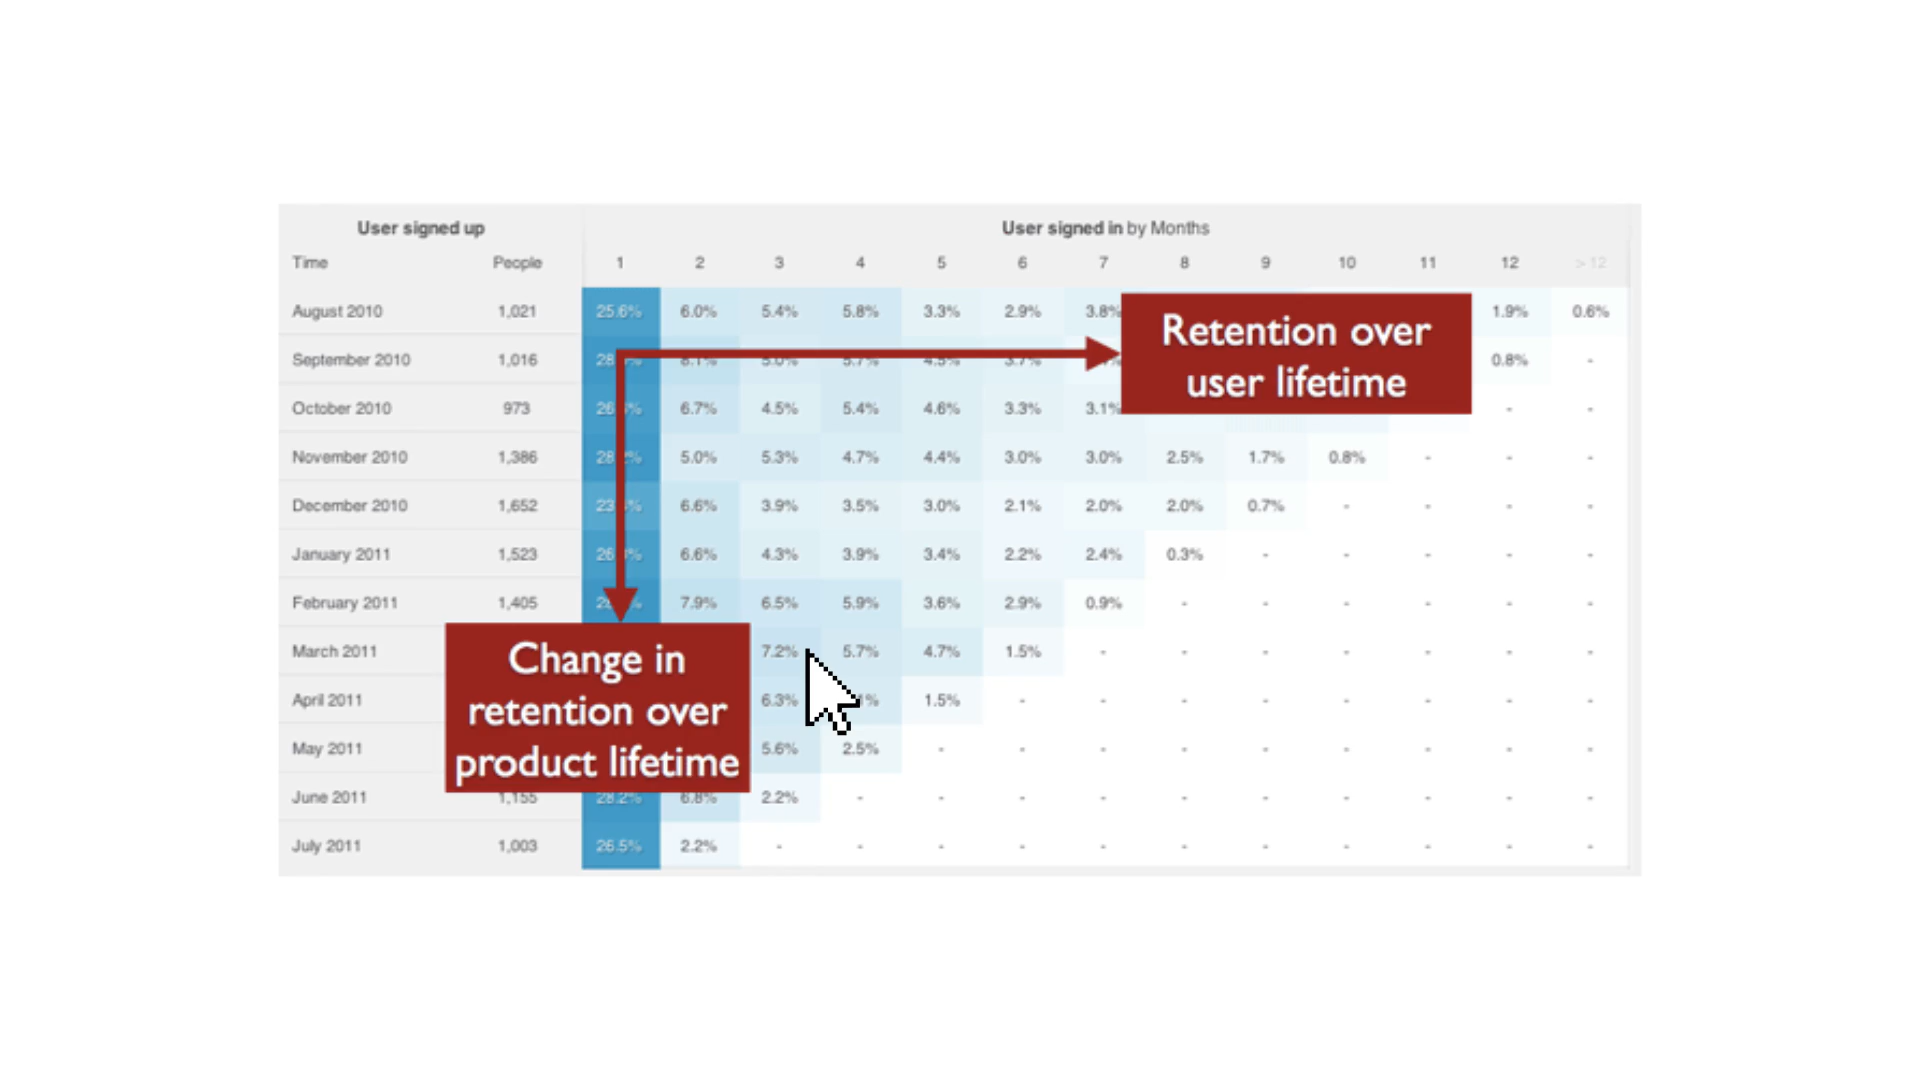 User signed up User signed in by Months
Time People 1 2 3 4 5 6 7 8 9 10 11 12 > 12
August 2010 1,021 25.6% 6.0% 5.4% 5.8% 3.3% 2.9% 3.8% 1.9% 0.6%
Retention over
user lifetime
September 2010 1,016 0.8% -
October 2010 973 6.7% 4.5% 5.4% 4.6% 3.3% 3.1% - -
November 2010 1,386 5.0% 5.3% 4.7% 4.4% 3.0% 3.0% 2.5% 1.7% 0.8% - - -
December 2010 1,652 6.6% 3.9% 3.5% 3.0% 2.1% 2.0% 2.0% 0.7% - - - -
January 2011 1,523 6.6% 4.3% 3.9% 3.4% 2.2% 2.4% 0.3% - - - - -
February 2011 1,405 7.9% 6.5% 5.9% 3.6% 2.9% 0.9% - - - - - -
Change in
retention over
product lifetime
March 2011 7.2% 5.7% 4.7% 1.5% - - - - - - -
April 2011 6.3% 1.5% - - - - - - - -
May 2011 5.6% 2.5% - - - - - - - - -
June 2011 1,155 28.2% 6.8% 2.2% - - - - - - - - - -
July 2011 1,003 26.5% 2.2% - - - - - - - - - - -